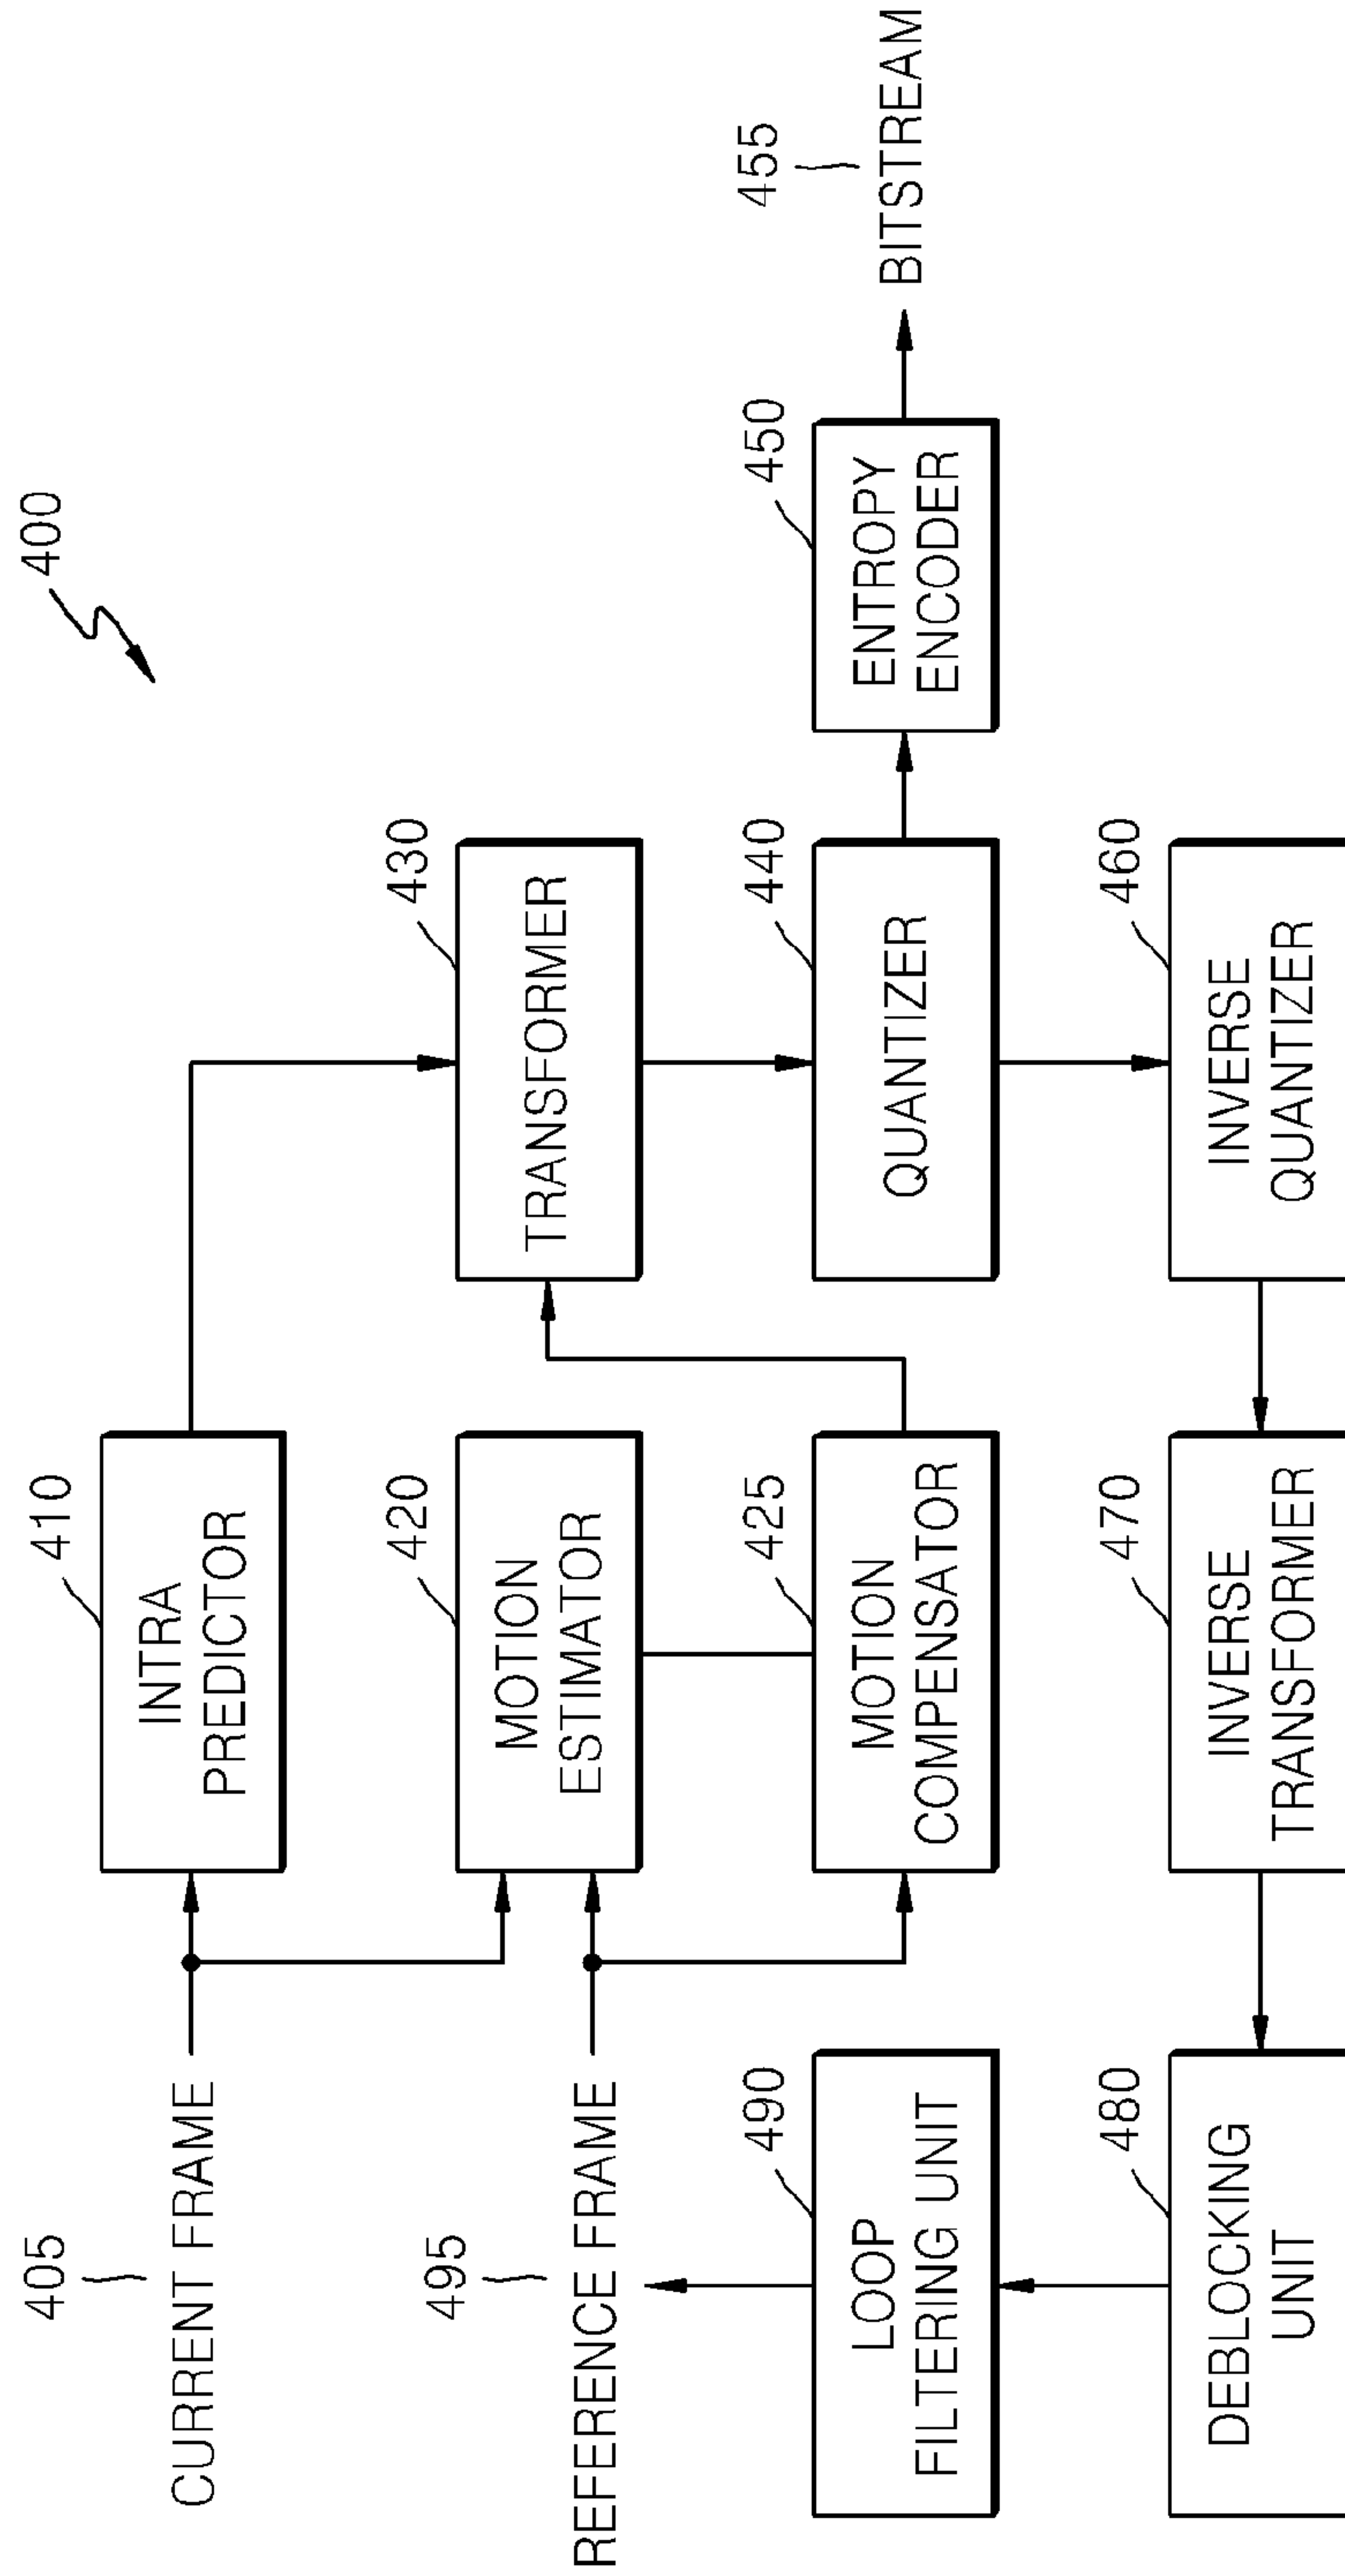 400
405
CURRENT FRAME
410
INTRA
PREDICTOR
495
REFERENCE FRAME
420
MOTION
ESTIMATOR
430
TRANSFORMER
490
LOOP
FILTERING UNIT
425
MOTION
COMPENSATOR
440
QUANTIZER
450
ENTROPY
ENCODER
455
BITSTREAM
480
DEBLOCKING
UNIT
470
INVERSE
TRANSFORMER
460
INVERSE
QUANTIZER